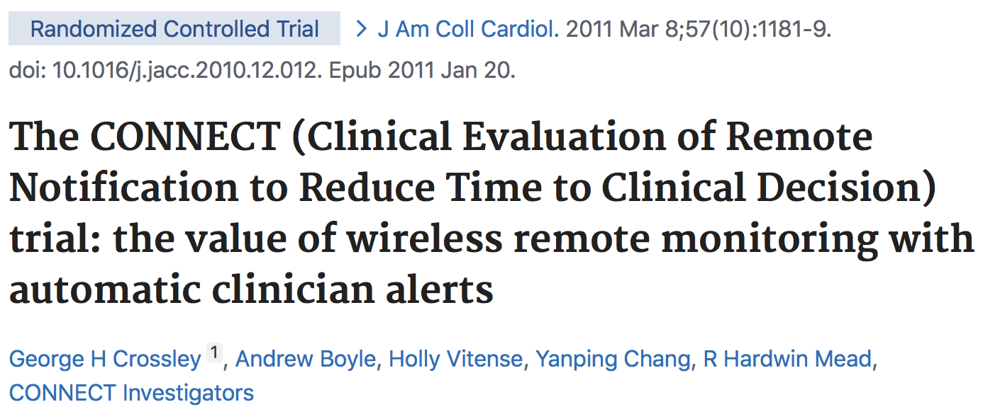 Randomized Controlled Trial > J Am Coll Cardiol. 2011 Mar 8;57(10):1181-9.
doi: 10.1016/j.jacc.2010.12.012. Epub 2011 Jan 20.
The CONNECT (Clinical Evaluation of Remote
Notification to Reduce Time to Clinical Decision)
trial: the value of wireless remote monitoring with
automatic clinician alerts
George H Crossley 1, Andrew Boyle, Holly Vitense, Yanping Chang, R Hardwin Mead,
CONNECT Investigators